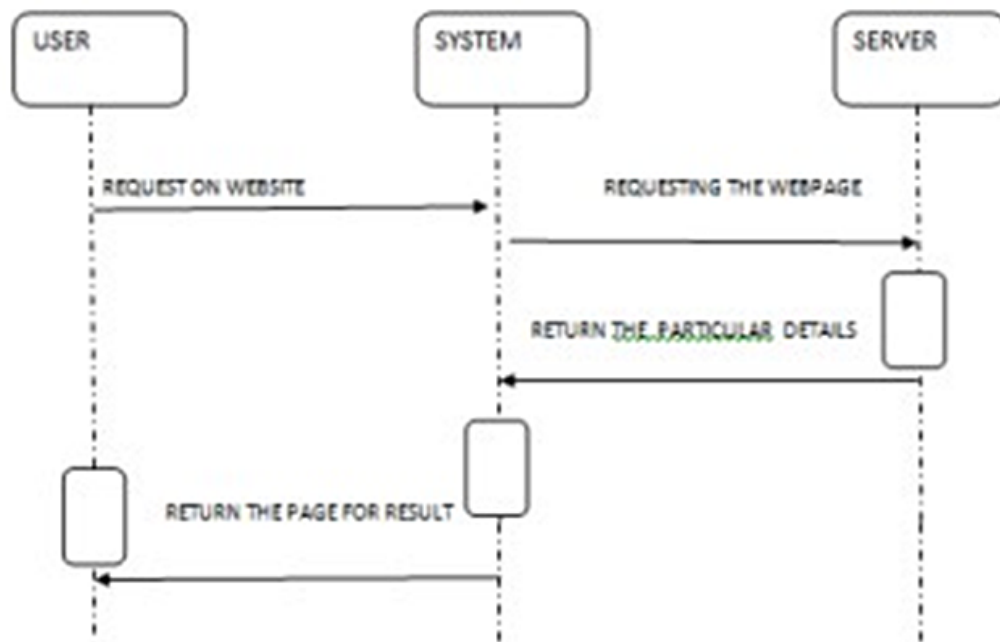 USER
SYSTEM
SERVER
REQUEST ON WEBSITE
REQUESTING THE WEBPAGE
RETURN THE PARTICULAR DETAILS
RETURN THE PAGE FOR RESULT